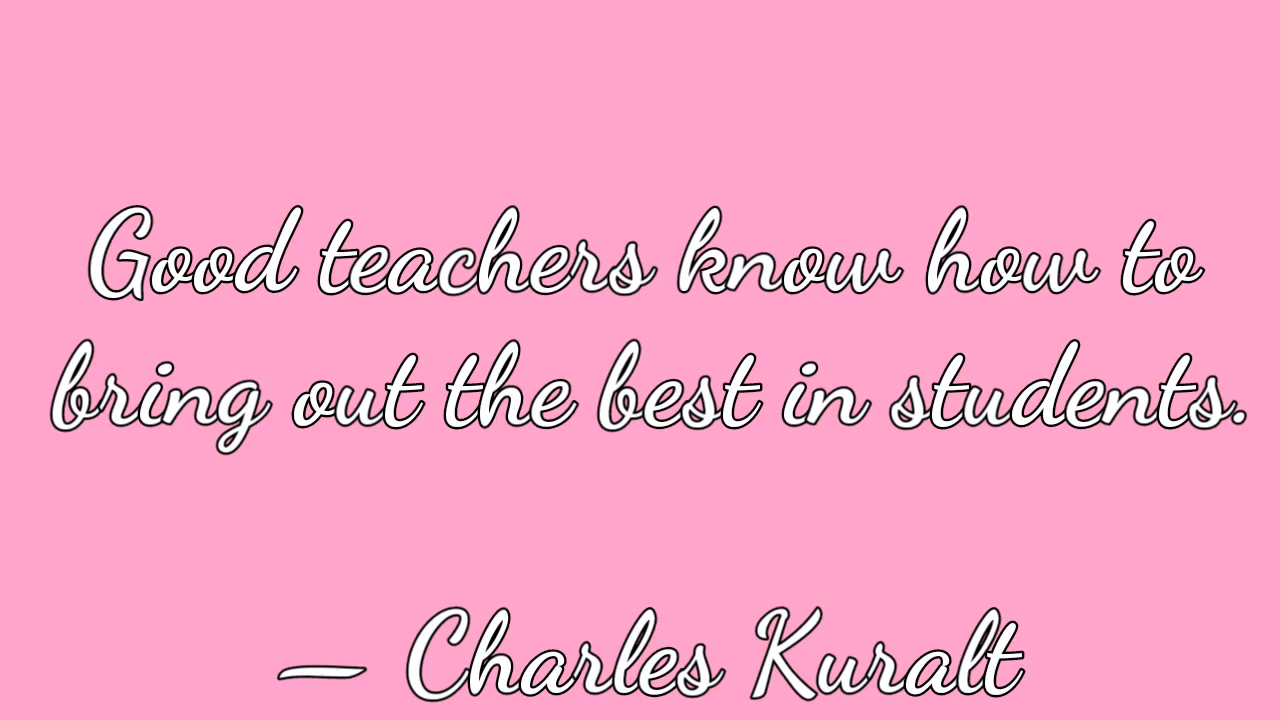 Good teachers know how to
bring out the best in students.
— Charles Kuralt